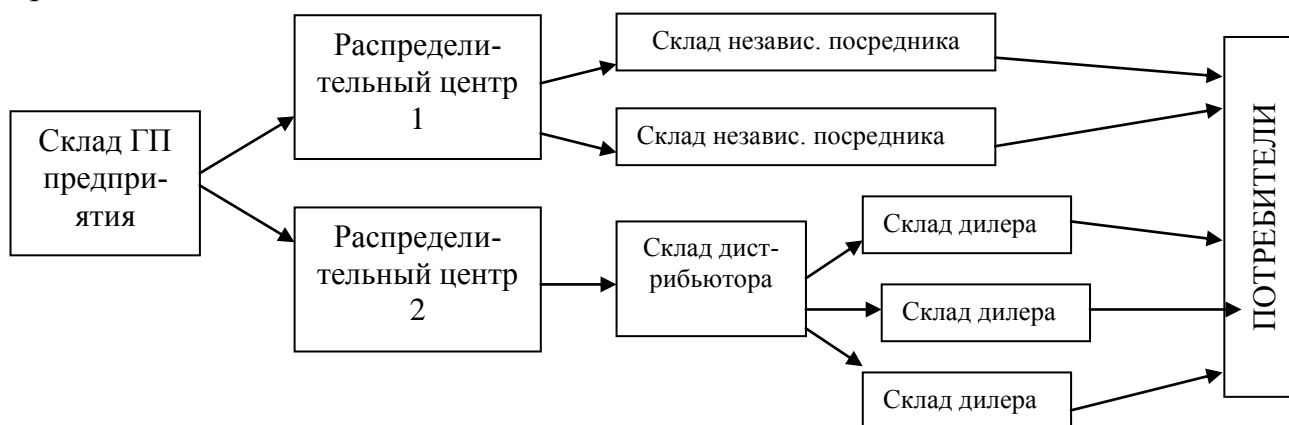 Склад ГП
предпри-
ятия
Распредели-
тельный центр
1
Распредели-
тельный центр
2
Склад независ. посредника
Склад независ. посредника
Склад дист-
рибьютора
Склад дилера
Склад дилера
Склад дилера
ПОТРЕБИТЕЛИ